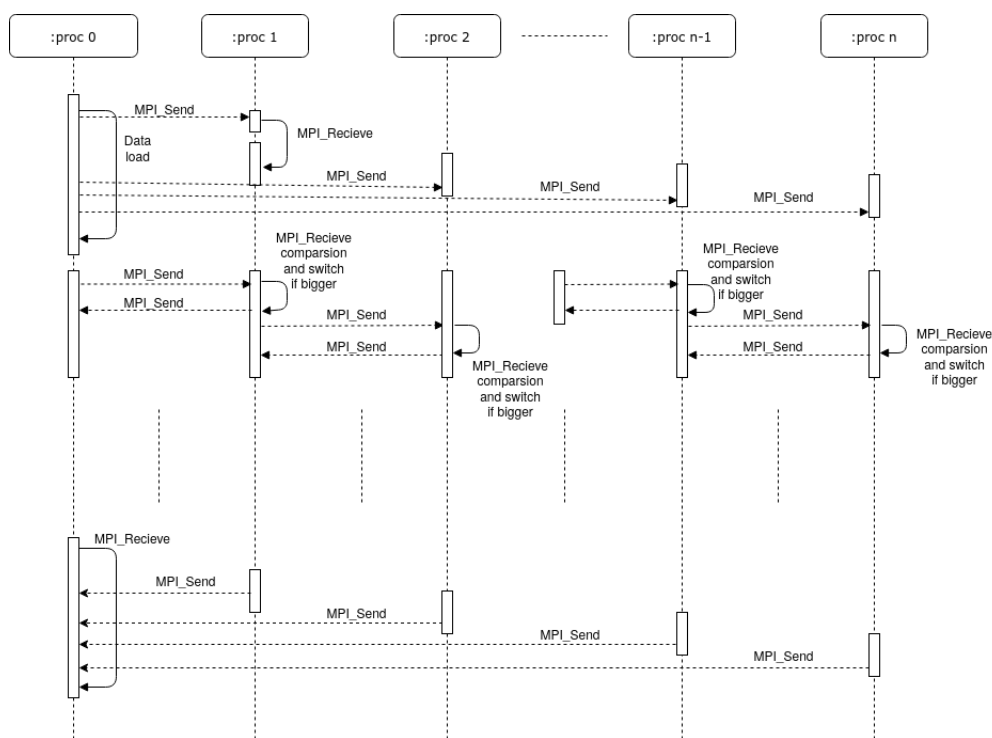 :proc 0
:proc 1
:proc 2
:proc n-1
:proc n
MPI_Send
Data
load
MPI_Recieve
MPI_Send
MPI_Send
MPI_Send
MPI_Send
MPI_Send
MPI_Recieve
comparsion
and switch
if bigger
MPI_Send
MPI_Send
MPI_Recieve
comparsion
and switch
if bigger
MPI_Recieve
comparsion
and switch
if bigger
MPI_Send
MPI_Send
MPI_Recieve
comparsion
and switch
if bigger
MPI_Recieve
MPI_Send
MPI_Send
MPI_Send
MPI_Send